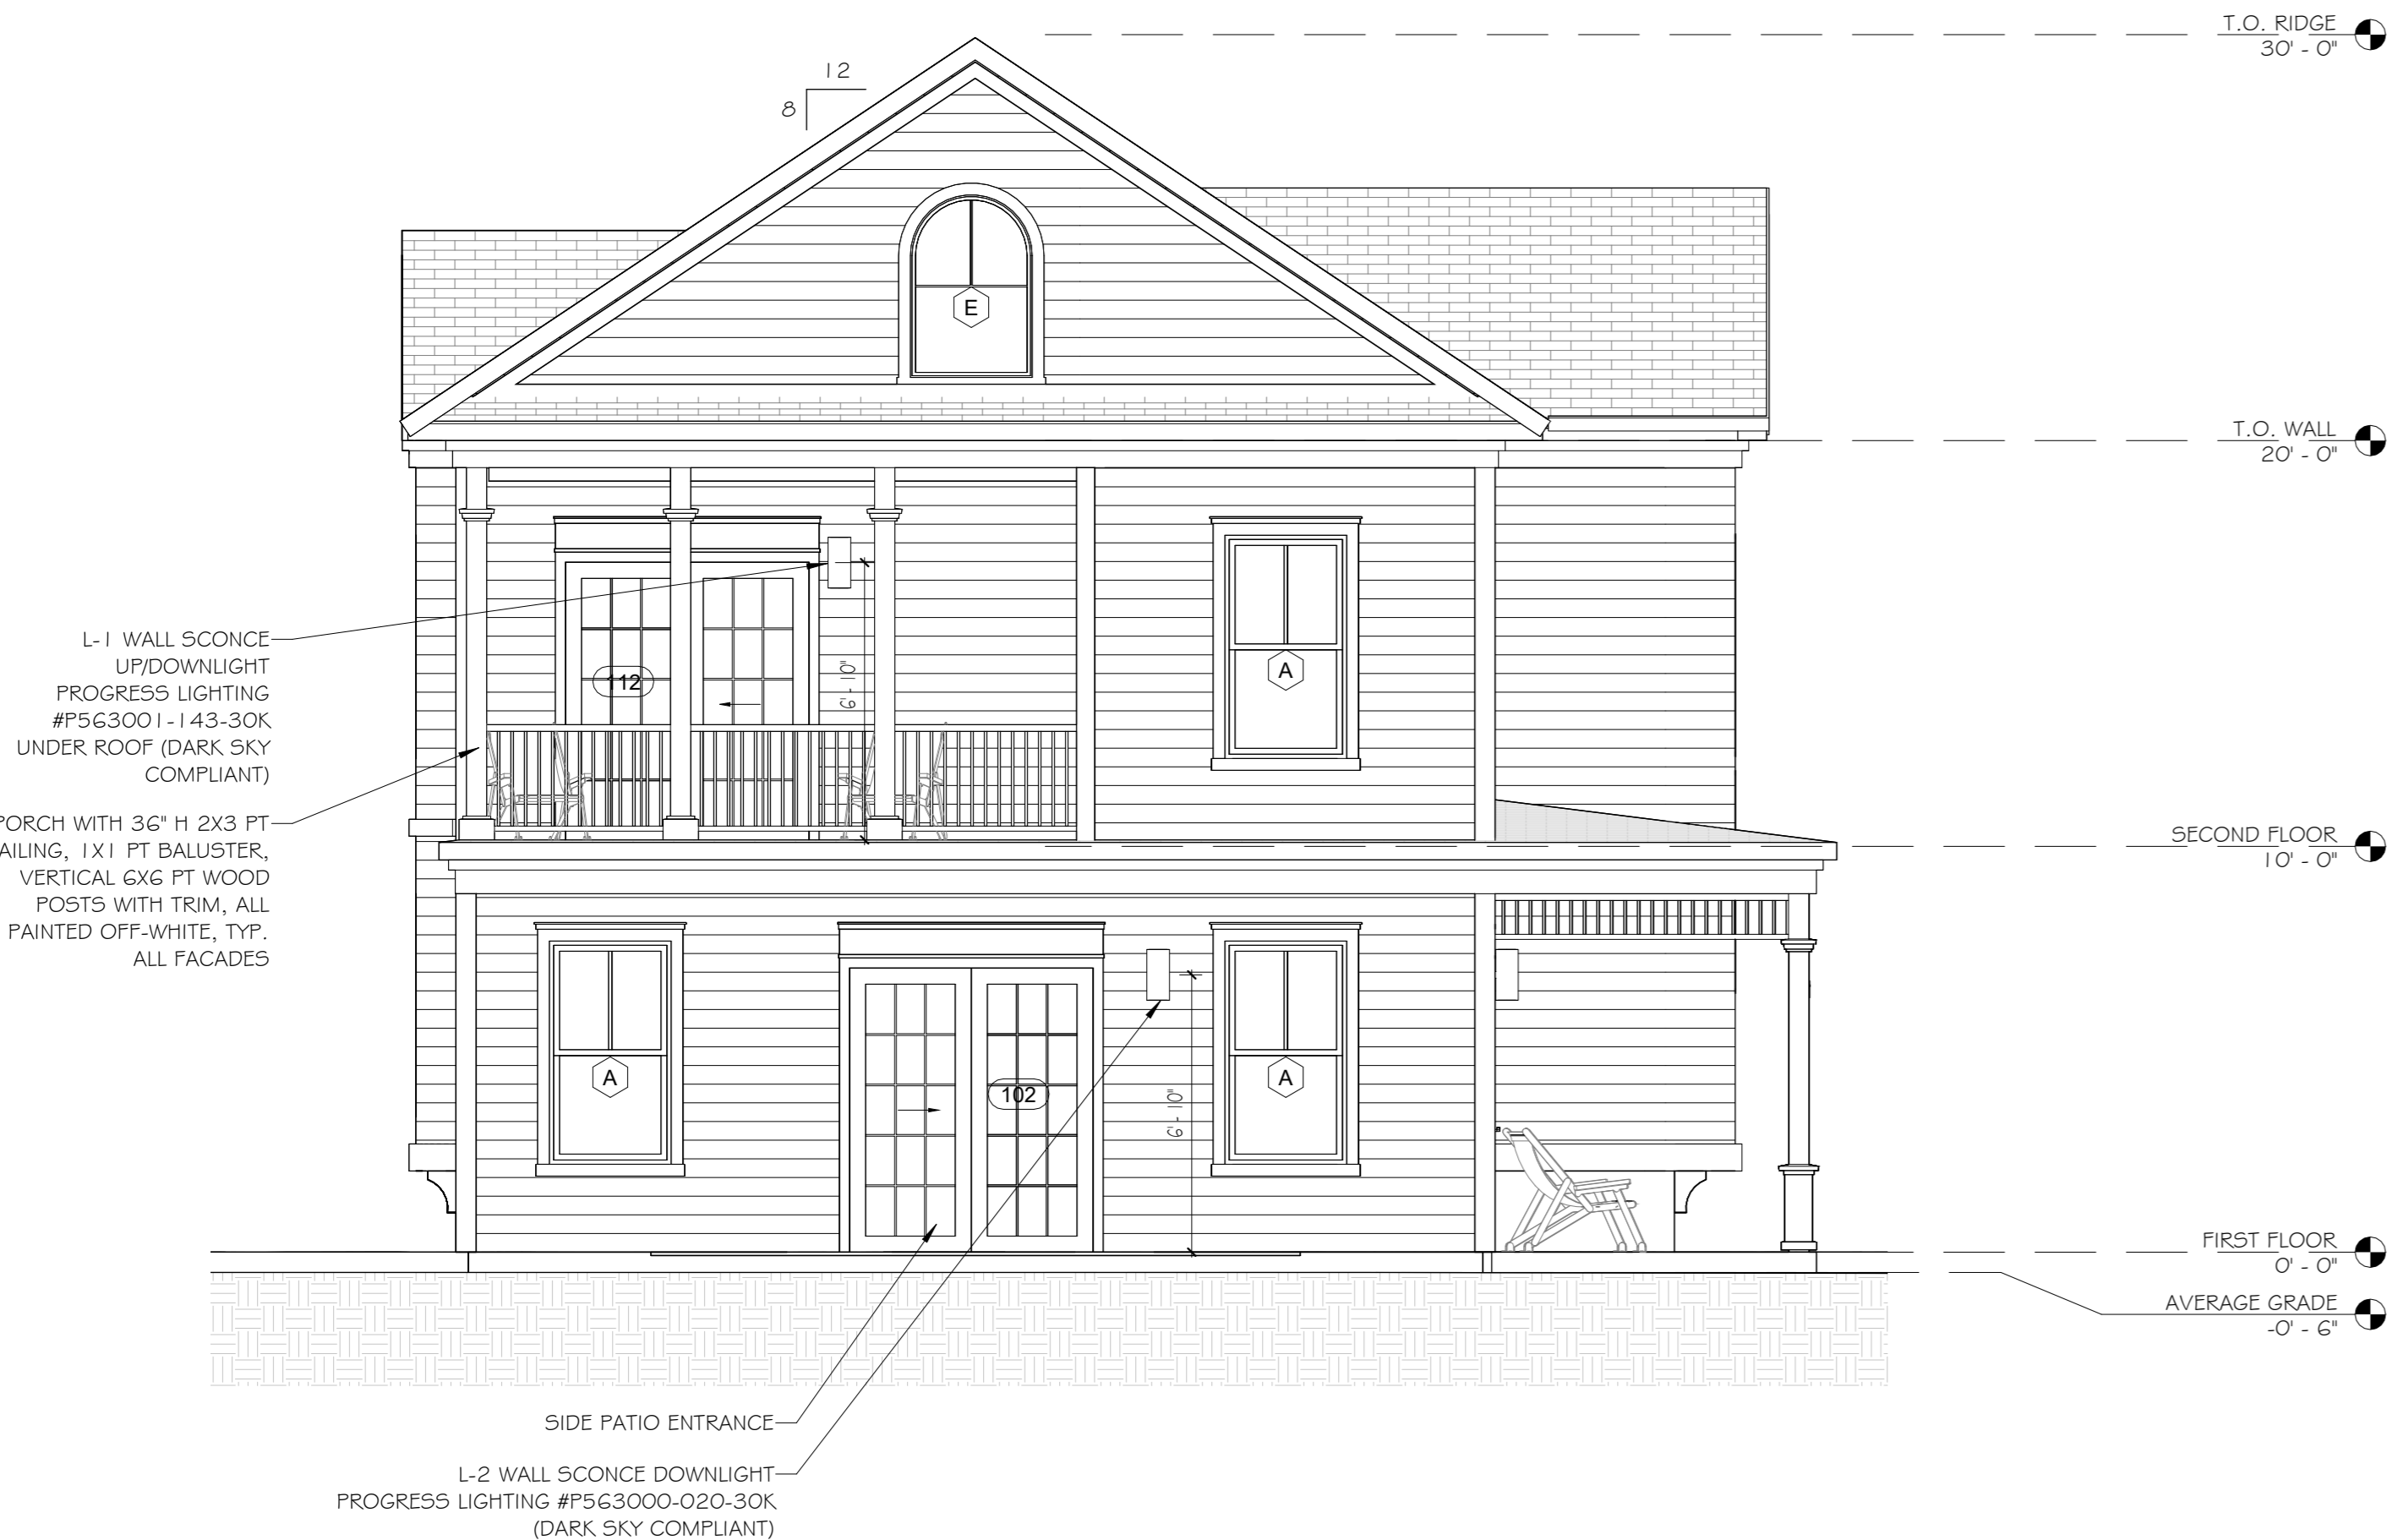 T.O. RIDGE
30' - 0"
12
8
E
T.O. WALL
20' - 0"
L-1 WALL SCONCE
UP/DOWNLIGHT
PROGRESS LIGHTING
#P563001-143-30K
UNDER ROOF (DARK SKY
COMPLIANT)
112
6'- 10"
A
PORCH WITH 36" H 2X3 PT
AILING, 1X1 PT BALUSTER,
VERTICAL 6X6 PT WOOD
POSTS WITH TRIM, ALL
PAINTED OFF-WHITE, TYP.
ALL FACADES
SECOND FLOOR
10' - 0"
A
102
6'- 10"
A
FIRST FLOOR
0' - 0"
AVERAGE GRADE
-0' - 6"
SIDE PATIO ENTRANCE
L-2 WALL SCONCE DOWNLIGHT
PROGRESS LIGHTING #P563000-020-30K
(DARK SKY COMPLIANT)